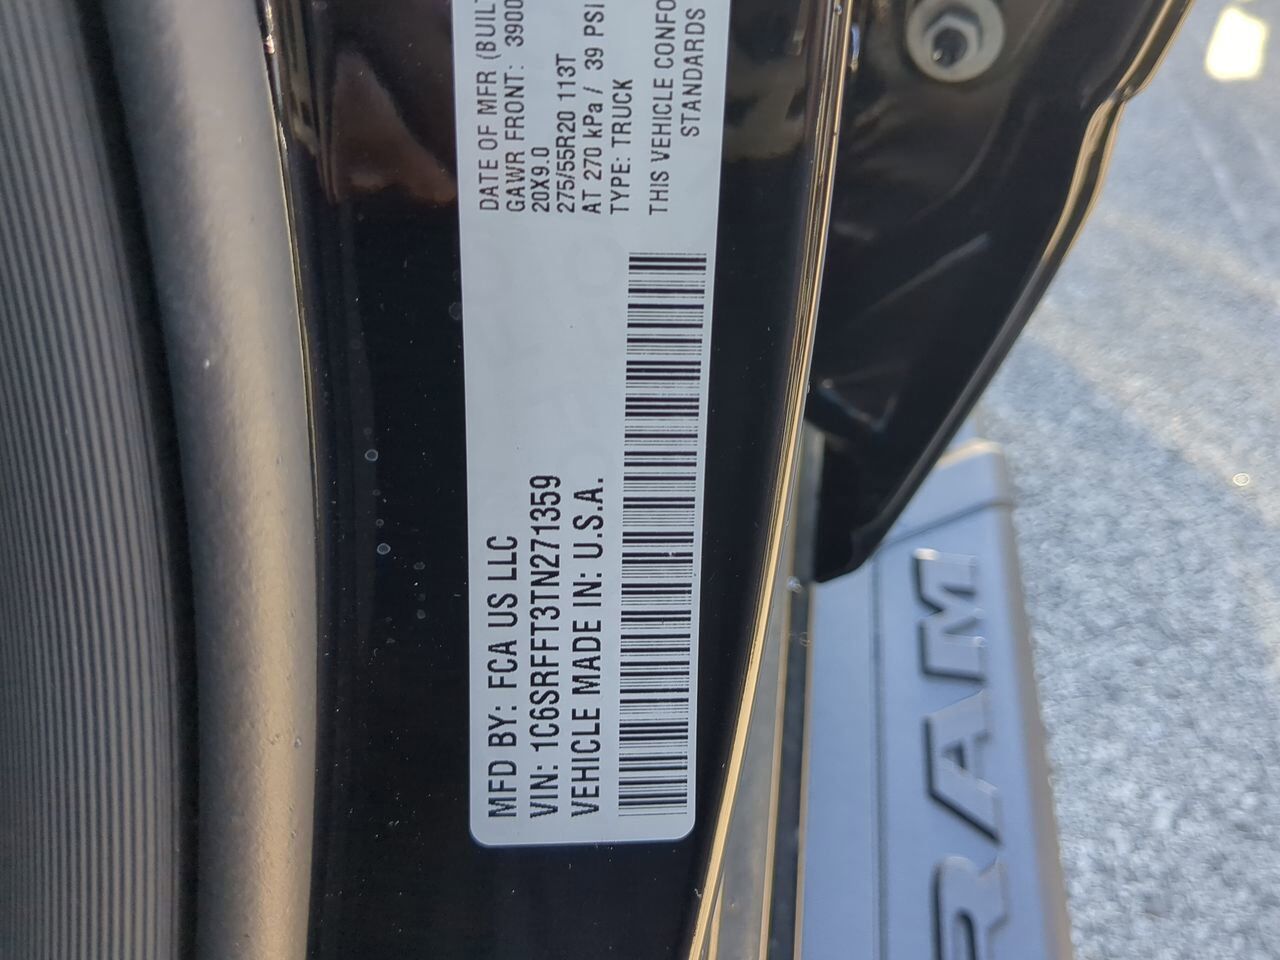 MFD BY: FCA US LLC
VIN: 1C6SRFFT3TN271359
VEHICLE MADE IN: U.S.A.
DATE OF MFR (BUILT
GAWR FRONT: 3900
20X9.0
275/55R20 113T
AT 270 kPa / 39 PSI
TYPE: TRUCK
THIS VEHICLE CONFO
STANDARDS
RAM